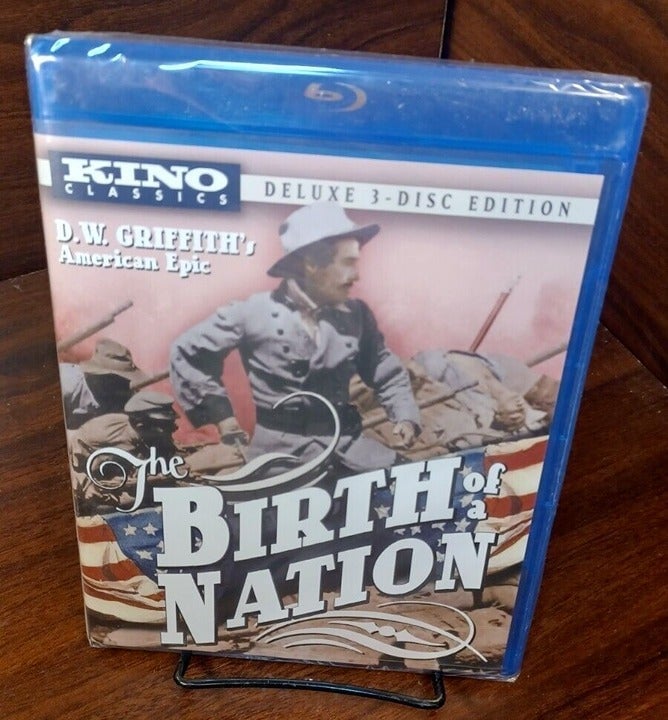 KINO
CLASSICS
DELUXE 3-DISC EDITION
D.W. GRIFFITH's
American Epic
The
BIRTH of
a
NATION